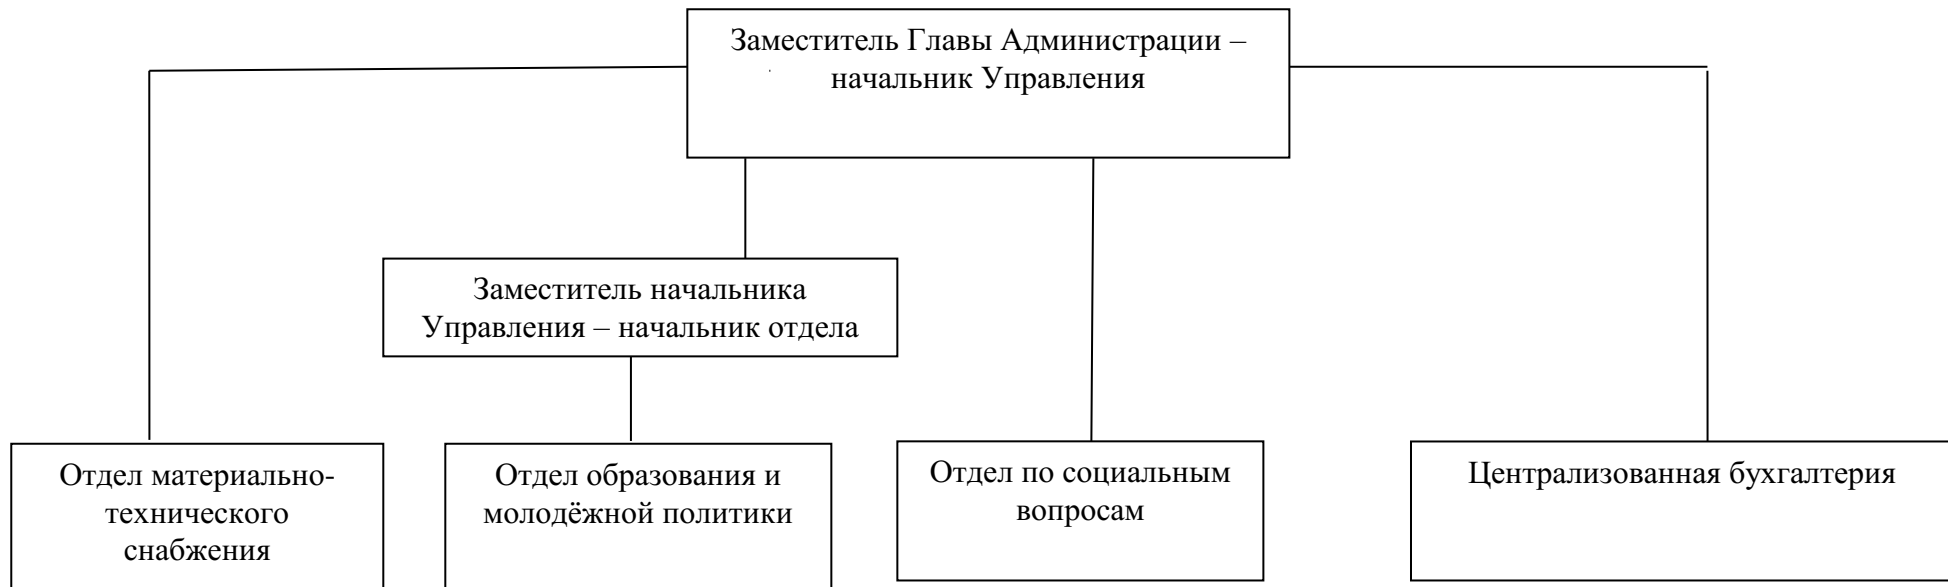 Заместитель Главы Администрации –
начальник Управления
Заместитель начальника
Управления – начальник отдела
Отдел материально-
технического
снабжения
Отдел образования и
молодёжной политики
Отдел по социальным
вопросам
Централизованная бухгалтерия